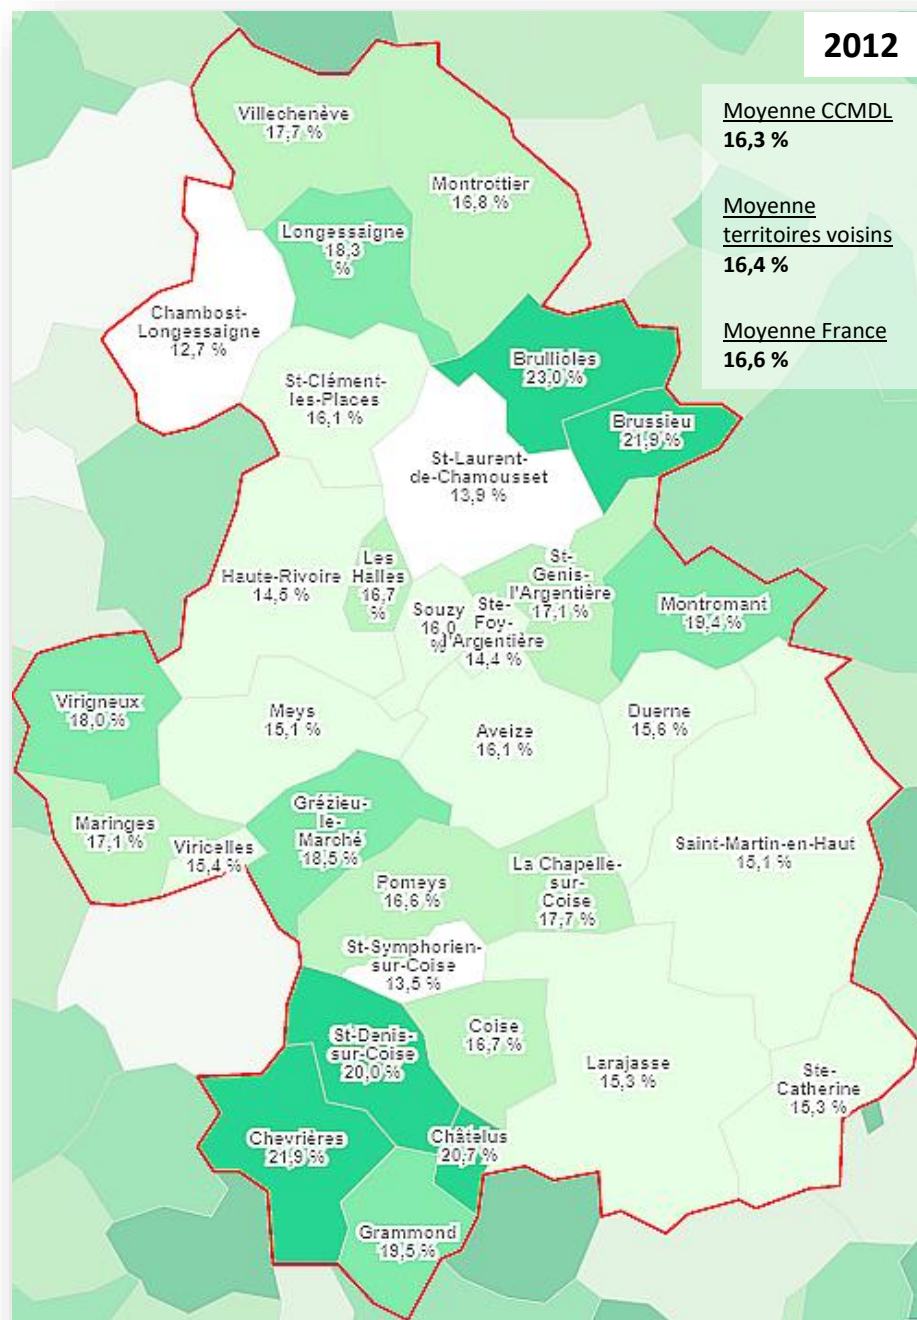 2012
Moyenne CCMDL
16,3 %
Moyenne
territoires voisins
16,4 %
Moyenne France
16,6 %
Villechenève
17,7 %
Montrottier
16,8 %
Longessaigne
18,3
%
Chambost-
Longessaigne
12,7 %
Brullioles
23,0 %
St-Clément-
les-Places
16,1 %
Brussieu
21,9 %
St-Laurent-
de-Chamousset
13,9 %
Haute-Rivoire
14,5 %
Les
Halles
16,7
%
St-
Genis-
l'Argentière
17,1 %
Souzy
16,0
%
Ste-
Foy-
l'Argentière
14,4 %
Montromant
19,4 %
Virigneux
18,0 %
Meys
15,1 %
Aveize
16,1 %
Duerne
15,6 %
Maringes
17,1 %
Viricelles
15,4 %
Grézieu-
le-
Marché
18,5 %
Saint-Martin-en-Haut
15,1 %
Pomeys
16,6 %
La Chapelle-
sur-
Coise
17,7 %
St-Symphorien-
sur-Coise
13,5 %
St-Denis-
sur-Coise
20,0 %
Coise
16,7 %
Larajasse
15,3 %
Ste-
Catherine
15,3 %
Chevrières
21,9 %
Châtelus
20,7 %
Grammond
19,5 %